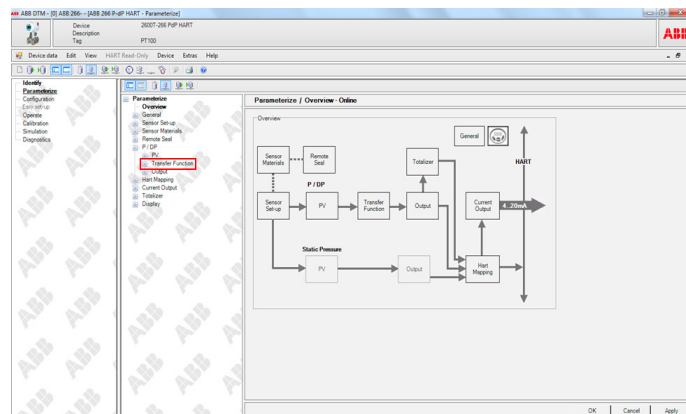 ABB DTM - [0] ABB 266- - [ABB 266 P-dP HART - Parameterize]
Device 2600T-266 PdP HART
Description
Tag PT100
ABB
Device data Edit View HART Read-Only Device Extras Help
Identify
Parameterize
Configuration
Easy set-up
Operate
Calibration
Simulation
Diagnostics
Parameterize
Overview
General
Sensor Set-up
Sensor Materials
Remote Seal
P / DP
PV
Transfer Function
Output
Hart Mapping
Current Output
Totalizer
Display
Parameterize / Overview - Online
Overview
General
Sensor
Materials
Remote
Seal
Totalizer
HART
P / DP
Sensor
Set-up
PV
Transfer
Function
Output
Current
Output
4..20mA
Static Pressure
PV
Output
Hart
Mapping
OK Cancel Apply